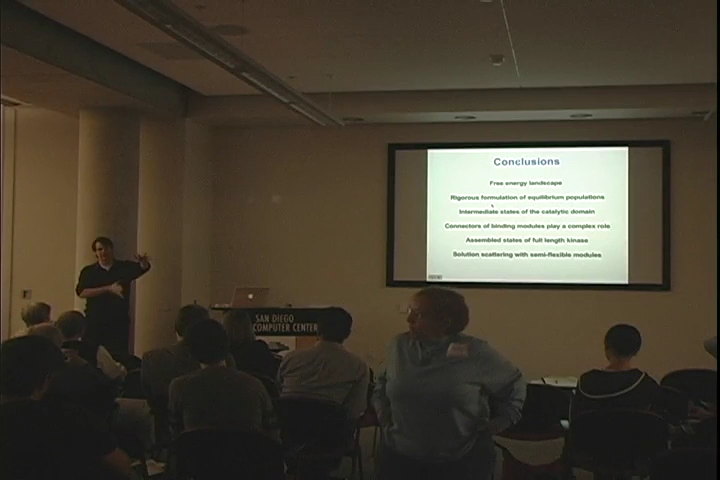 Conclusions
Free energy landscape
Rigorous formulation of equilibrium populations
Intermediate states of the catalytic domain
Connectors of binding modules play a complex role
Assembled states of full length kinase
Solution scattering with semi-flexible modules
SAN DIEGO
COMPUTER CENTER